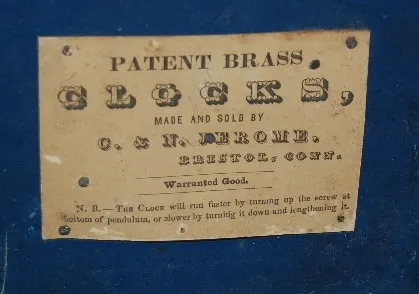 PATENT BRASS
CLOCKS,
MADE AND SOLD BY
C. & N. JEROME.
BRISTOL, CONN.
Warranted Good.
N. B.—THE CLOCK will run faster by turning up the screw at
bottom of pendulum, or slower by turning it down and lengthening it.